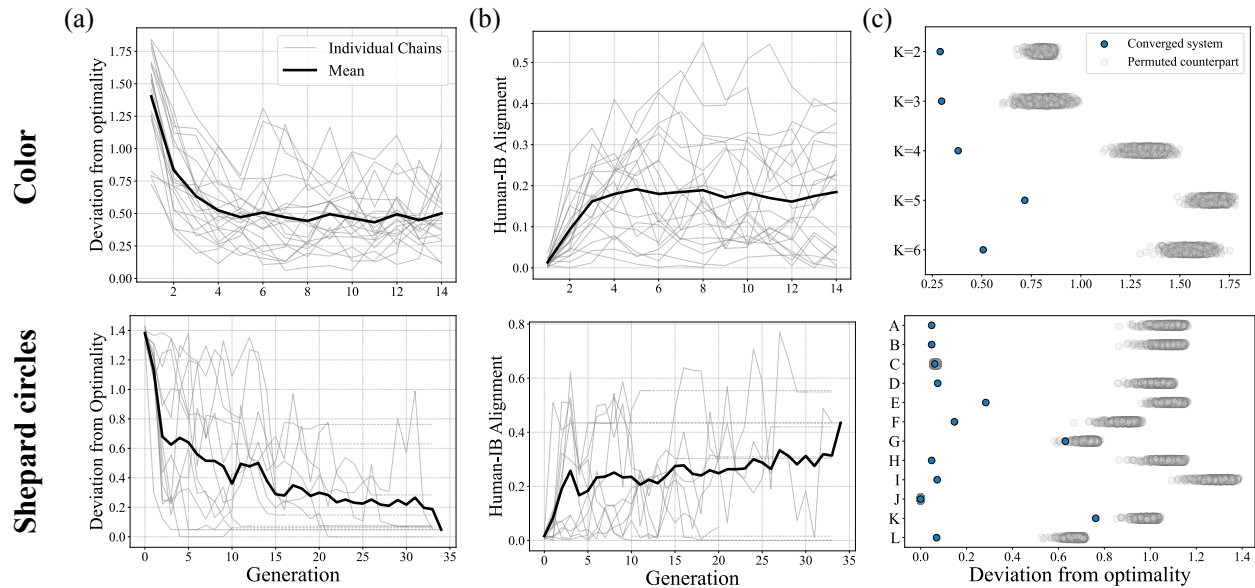 (a)
(b)
(c)
Color
Deviation from optimality
1.75
1.50
1.25
1.00
0.75
0.50
0.25
0.00
2 4 6 8 10 12 14
Individual Chains
Mean
Human-IB Alignment
0.5
0.4
0.3
0.2
0.1
0.0
2 4 6 8 10 12 14
K=2
K=3
K=4
K=5
K=6
Converged system
Permuted counterpart
0.25 0.50 0.75 1.00 1.25 1.50 1.75
Shepard circles
Deviation from Optimality
1.4
1.2
1.0
0.8
0.6
0.4
0.2
0.0
0 5 10 15 20 25 30 35
Generation
Human-IB Alignment
0.8
0.6
0.4
0.2
0.0
0 5 10 15 20 25 30 35
Generation
A
B
C
D
E
F
G
H
I
J
K
L
0.0 0.2 0.4 0.6 0.8 1.0 1.2 1.4
Deviation from optimality